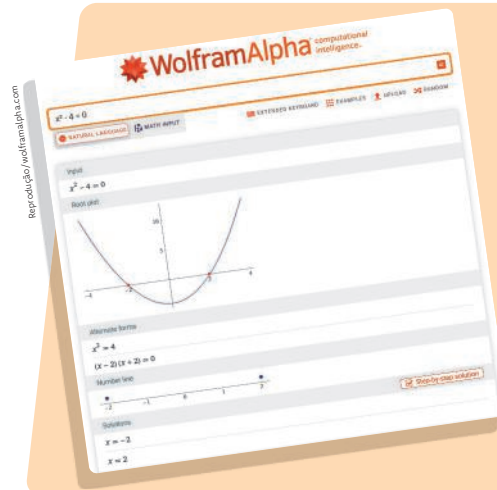 Reprodução/wolframalpha.com
WolframAlpha computational intelligence.
x² - 4 = 0
NATURAL LANGUAGE MATH INPUT EXTENDED KEYBOARD EXAMPLES UPLOAD RANDOM
Input
x² − 4 = 0
Root plot
10
5
-4 -2 2 4
Alternate forms
x² = 4
(x − 2)(x + 2) = 0
Number line
-2 -1 0 1 2
Step-by-step solution
Solutions
x = −2
x = 2